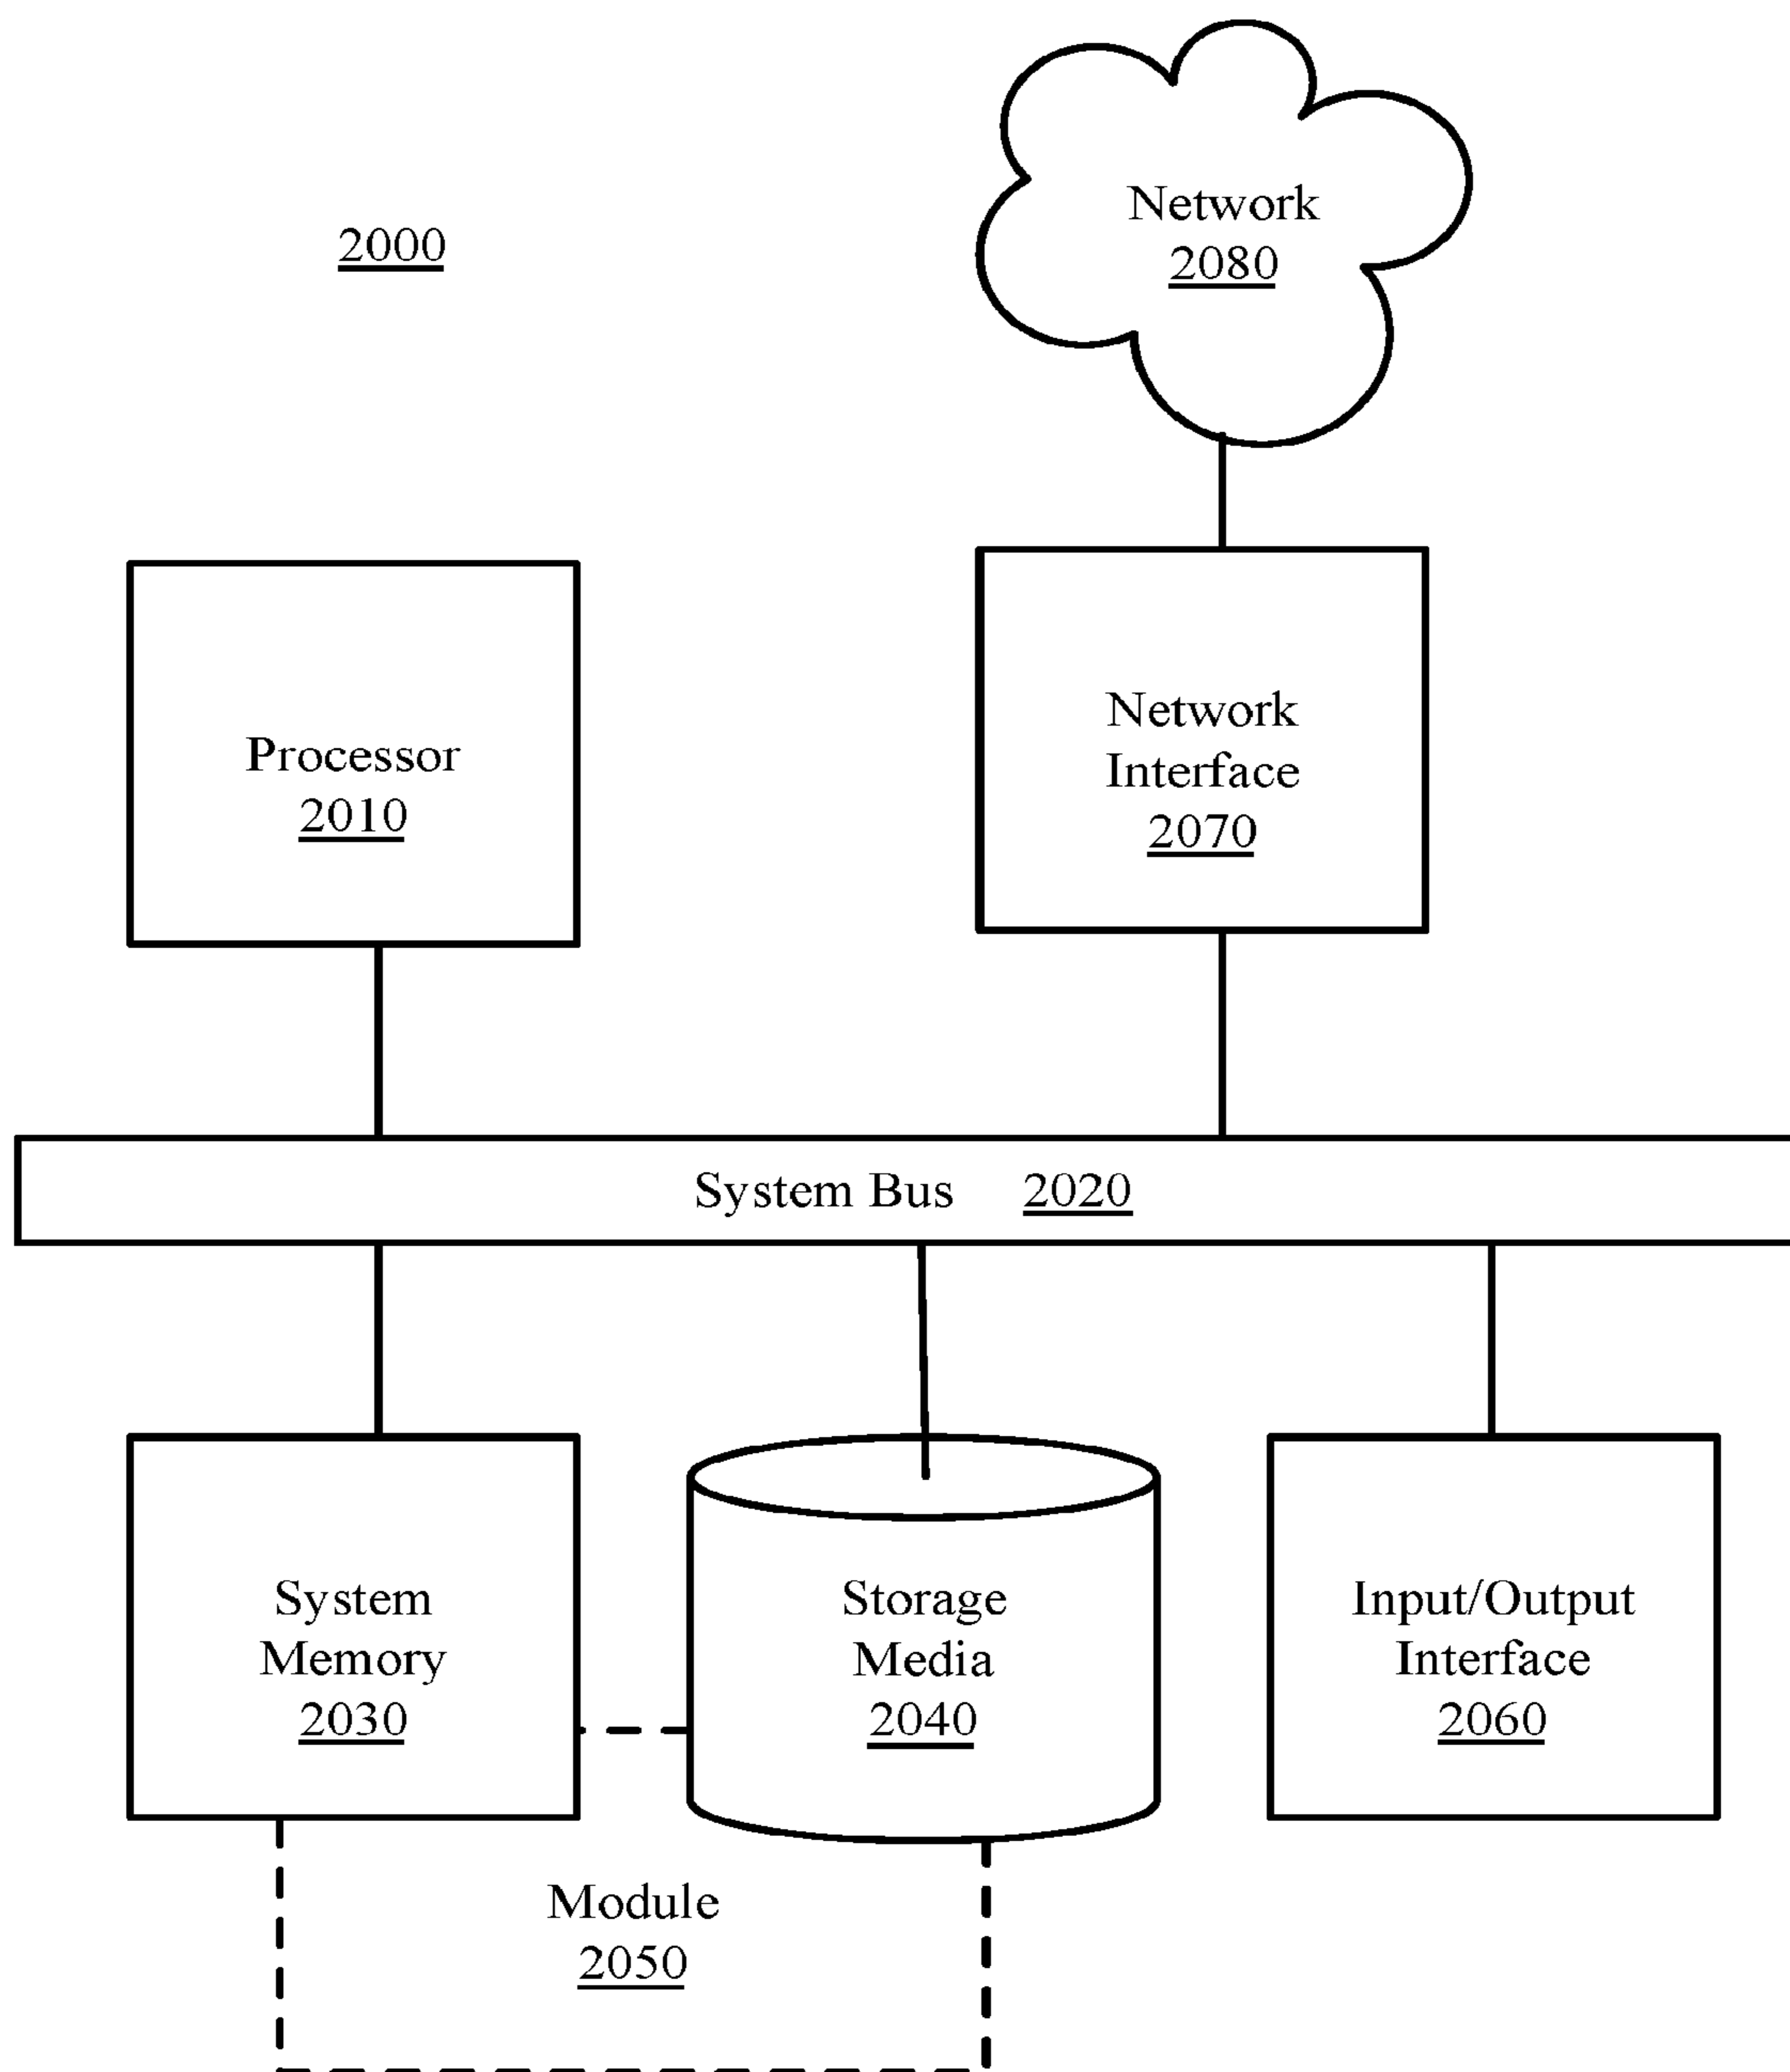 2000
Network
2080
Processor
2010
Network
Interface
2070
System Bus 2020
System
Memory
2030
Storage
Media
2040
Input/Output
Interface
2060
Module
2050